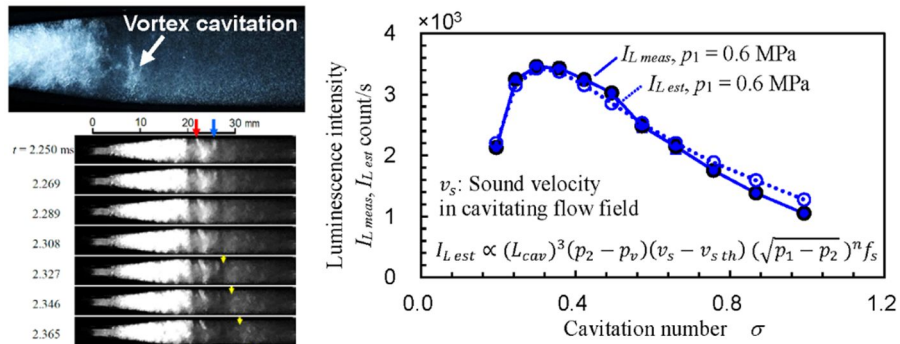 Vortex cavitation
0 10 20 30 mm
t = 2.250 ms
2.269
2.289
2.308
2.327
2.346
2.365
×10³
4
3
2
1
0
0.0 0.4 0.8 1.2
Luminescence intensity
I_L meas, I_L est count/s
I_L meas, p₁ = 0.6 MPa
I_L est, p₁ = 0.6 MPa
v_s: Sound velocity
in cavitating flow field
I_L est ∝ (L_cav)³(p₂ − p_v)(v_s − v_s th) (√p₁ − p₂ )ⁿf_s
Cavitation number σ